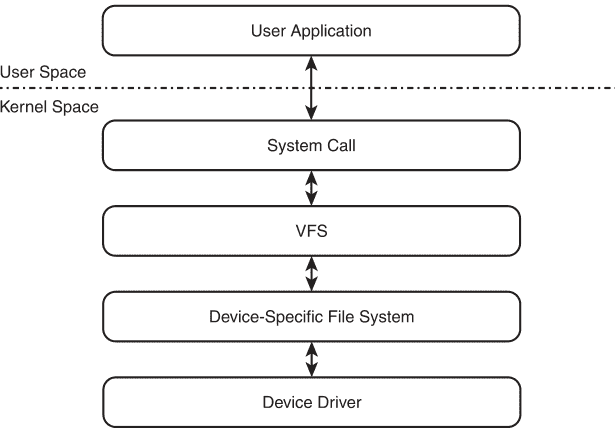 User Application
User Space
Kernel Space
System Call
VFS
Device-Specific File System
Device Driver